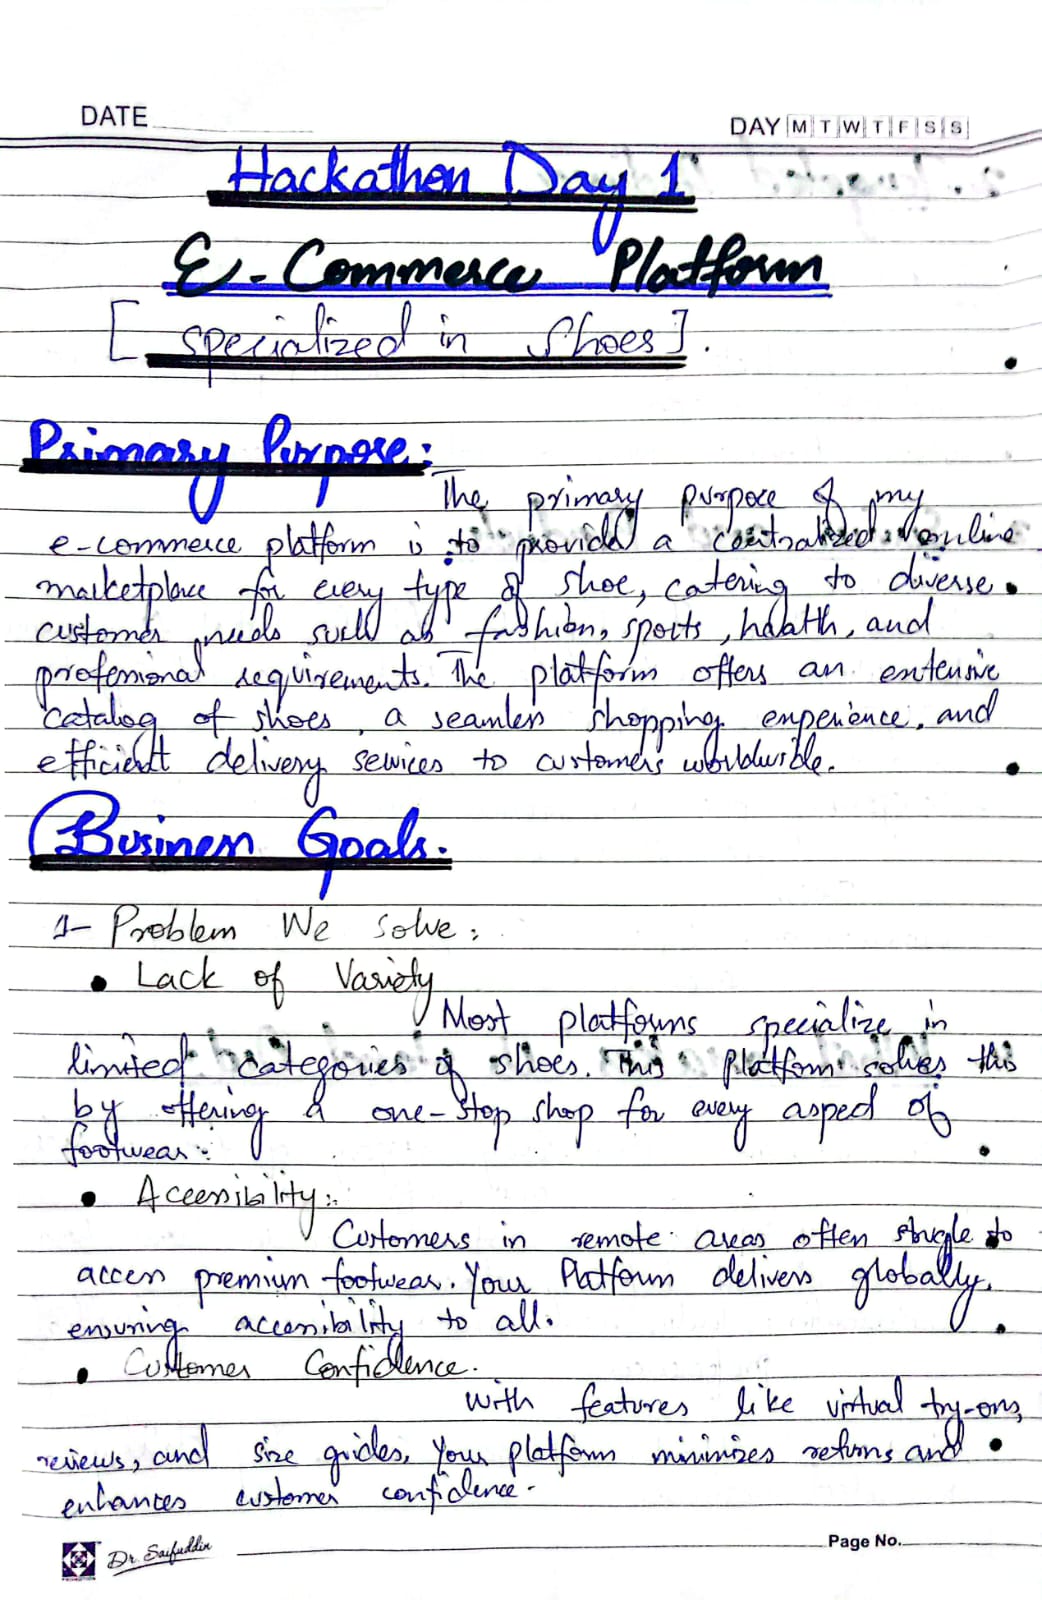 DATE
DAY M T W T F S S
Hackathon Day 1
E-Commerce Platform
[ specialized in Shoes ].
Primary Purpose:
The primary purpose of my
e-commerce platform is to provide a centralized online
marketplace for every type of shoe, catering to diverse
customer needs such as fashion, sports, health, and
professional requirements. The platform offers an extensive
catalog of shoes, a seamless shopping experience, and
efficient delivery services to customers worldwide.
Business Goals.
1- Problem We solve:
• Lack of Variety
Most platforms specialize in
limited categories of shoes. This Platform solves this
by offering a one-stop shop for every aspect of
footwear.
• Accessibility:
Customers in remote areas often strugle to
access premium footwear. Your Platform delivers globally,
ensuring accessibility to all.
• Customer Confidence.
With features like virtual try-ons,
reviews, and size guides, your platform minimizes returns and
enhances customer confidence.
Dr. Saifuddin
Page No.